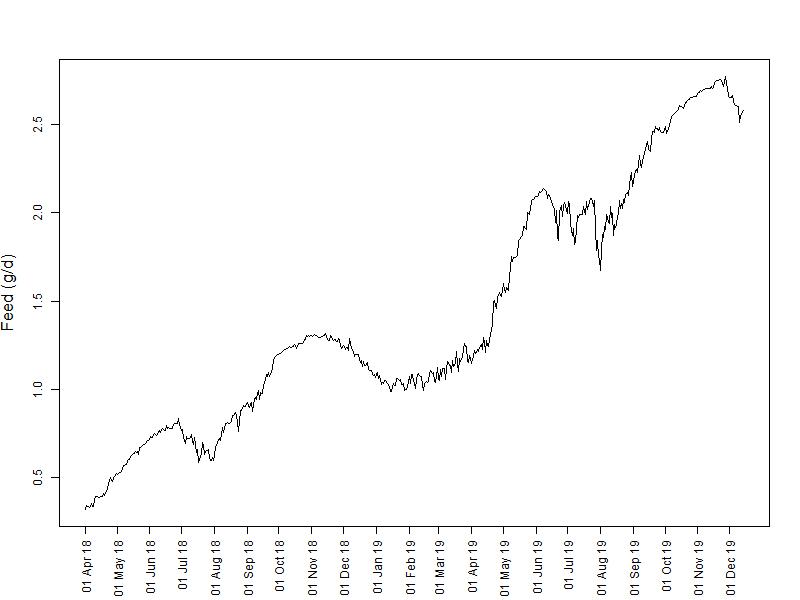 Feed (g/d)
2.5
2.0
1.5
1.0
0.5
01 Apr 18
01 May 18
01 Jun 18
01 Jul 18
01 Aug 18
01 Sep 18
01 Oct 18
01 Nov 18
01 Dec 18
01 Jan 19
01 Feb 19
01 Mar 19
01 Apr 19
01 May 19
01 Jun 19
01 Jul 19
01 Aug 19
01 Sep 19
01 Oct 19
01 Nov 19
01 Dec 19